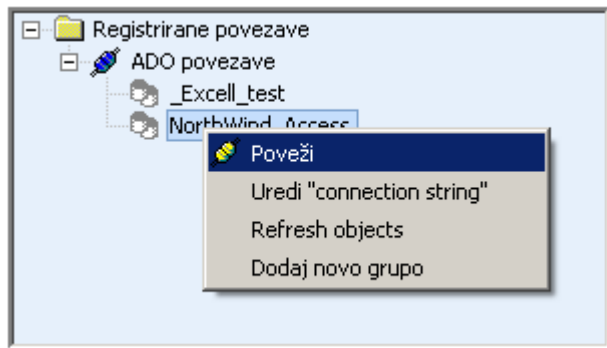 Registrirane povezave
ADO povezave
_Excell_test
NorthWind_Access
Poveži
Uredi "connection string"
Refresh objects
Dodaj novo grupo